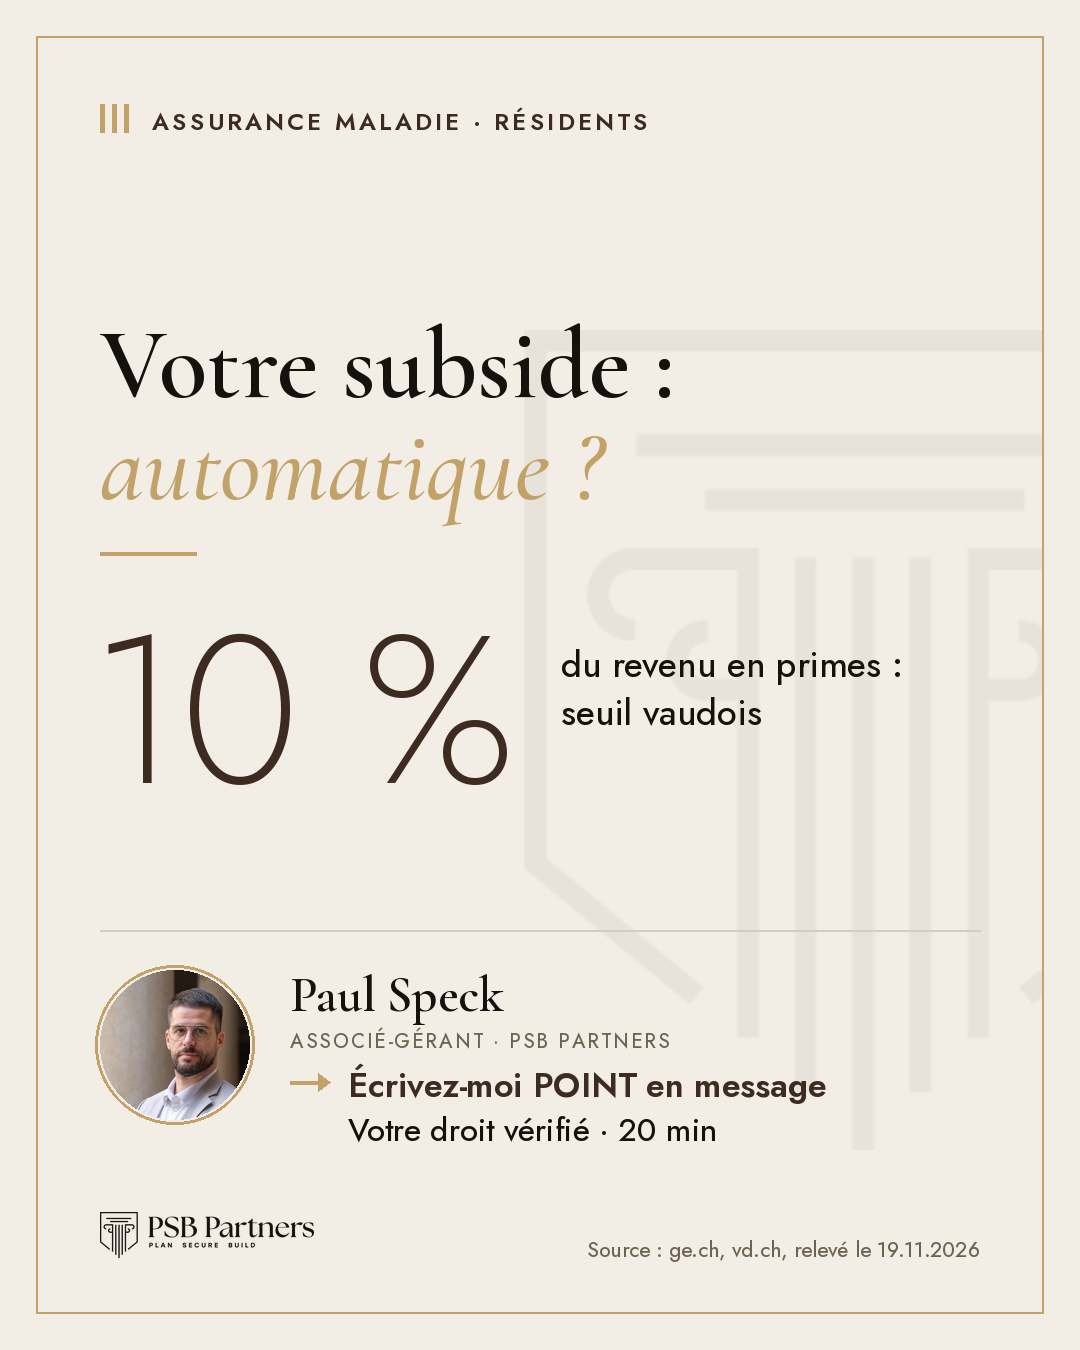 ASSURANCE MALADIE · RÉSIDENTS
Votre subside :
automatique ?
10 %
du revenu en primes :
seuil vaudois
Paul Speck
ASSOCIÉ-GÉRANT · PSB PARTNERS
Écrivez-moi POINT en message
Votre droit vérifié · 20 min
PSB Partners
PLAN SECURE BUILD
Source : ge.ch, vd.ch, relevé le 19.11.2026